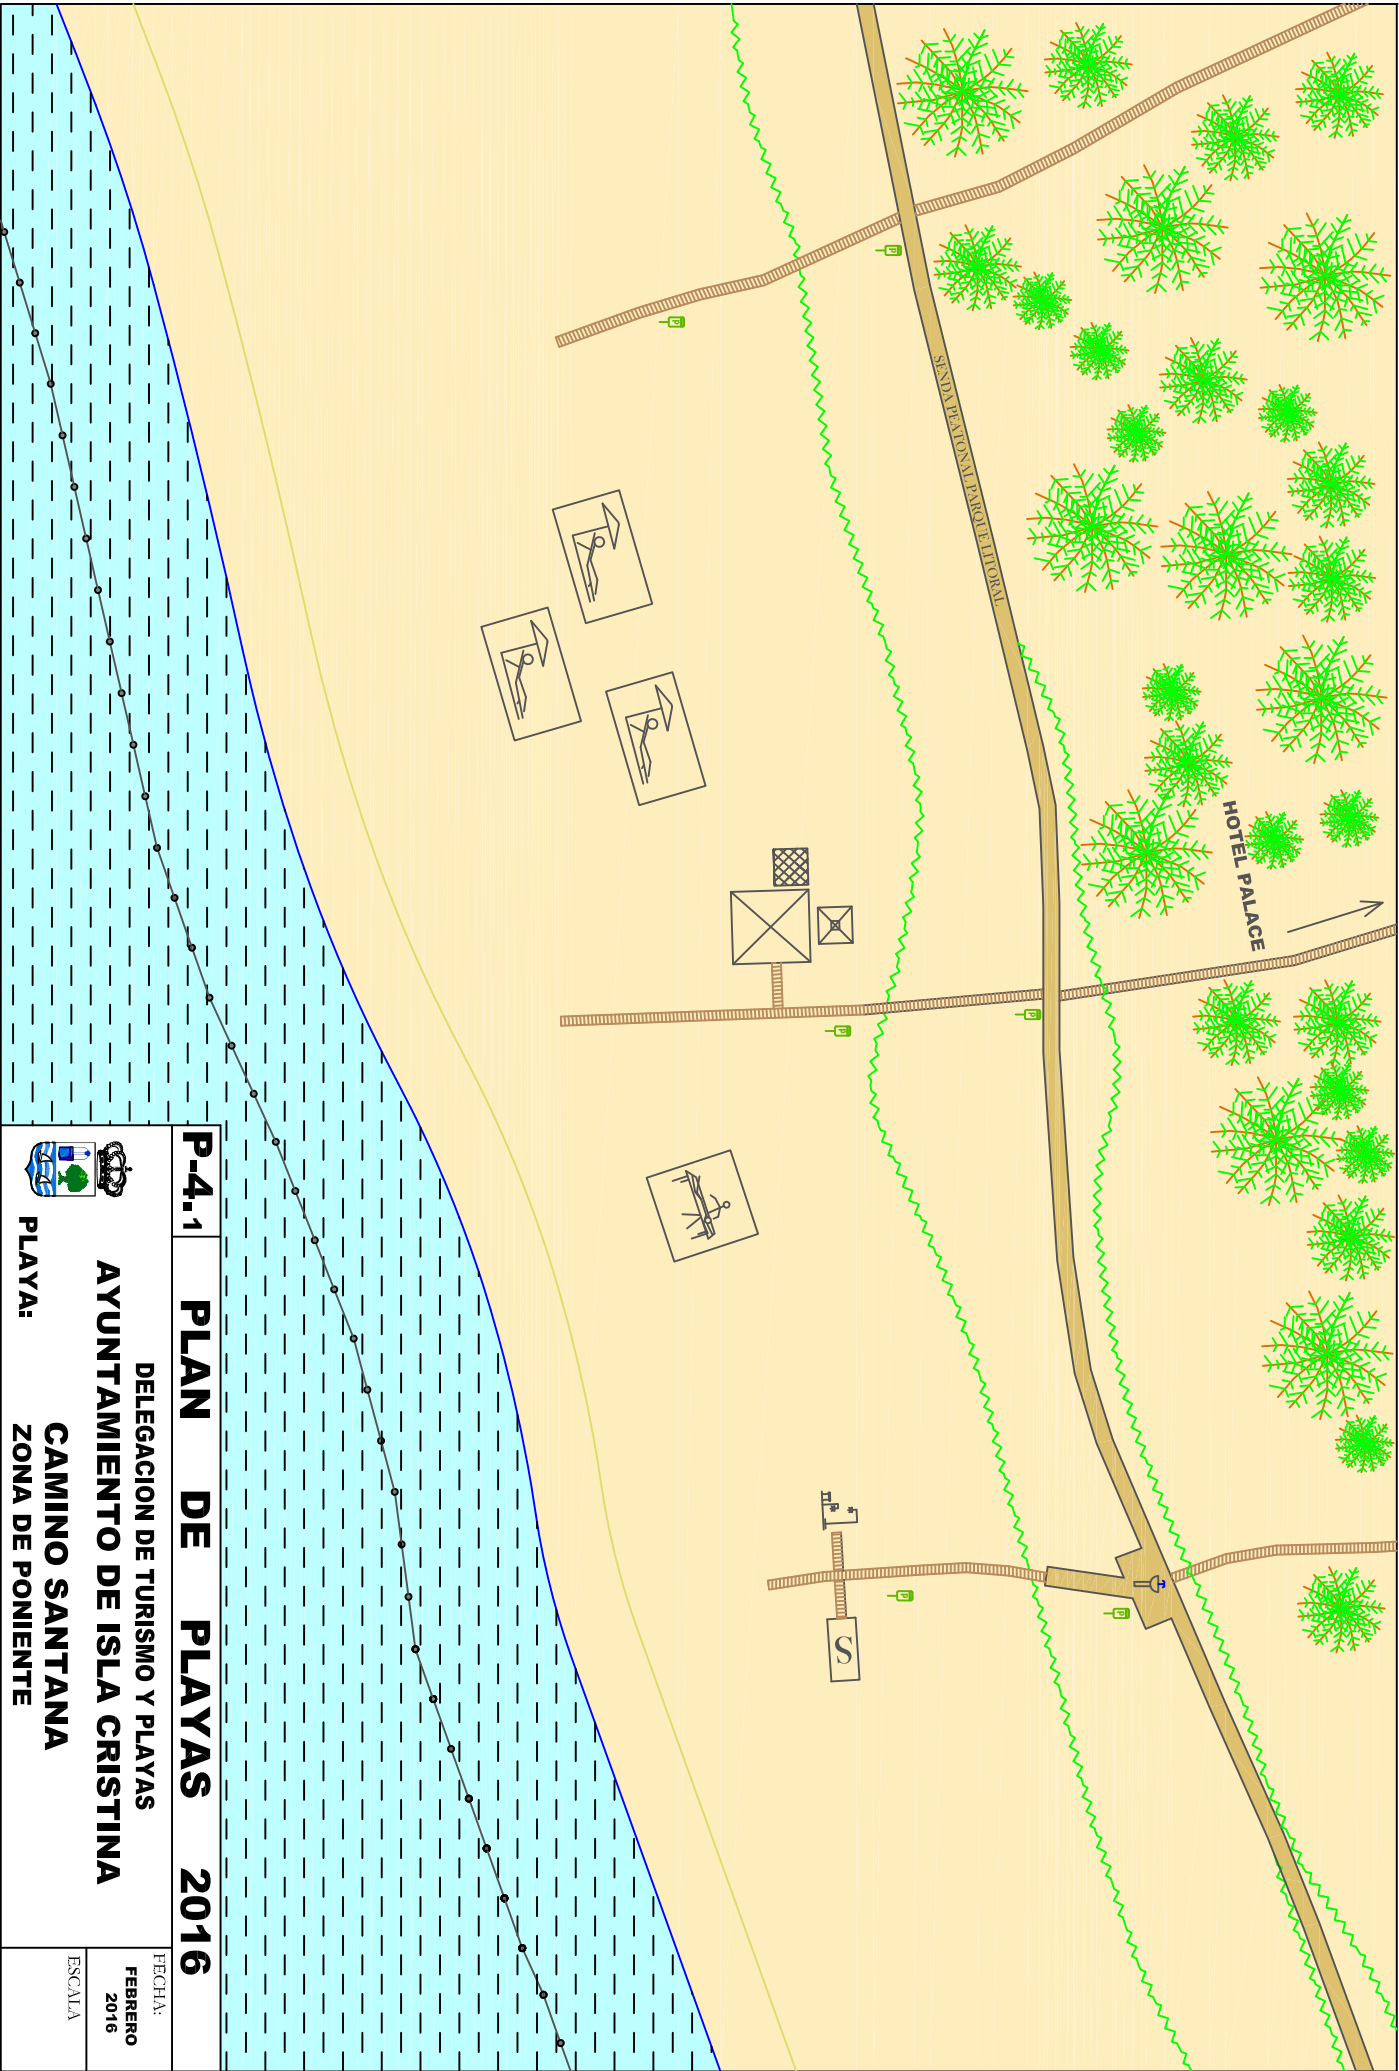 SENDA PEATONAL PARQUE LITORAL
HOTEL PALACE
P
P
P
P
P
P
S
P-4.1
PLAN DE PLAYAS 2016
DELEGACION DE TURISMO Y PLAYAS
AYUNTAMIENTO DE ISLA CRISTINA
PLAYA:
CAMINO SANTANA
ZONA DE PONIENTE
FECHA:
FEBRERO
2016
ESCALA